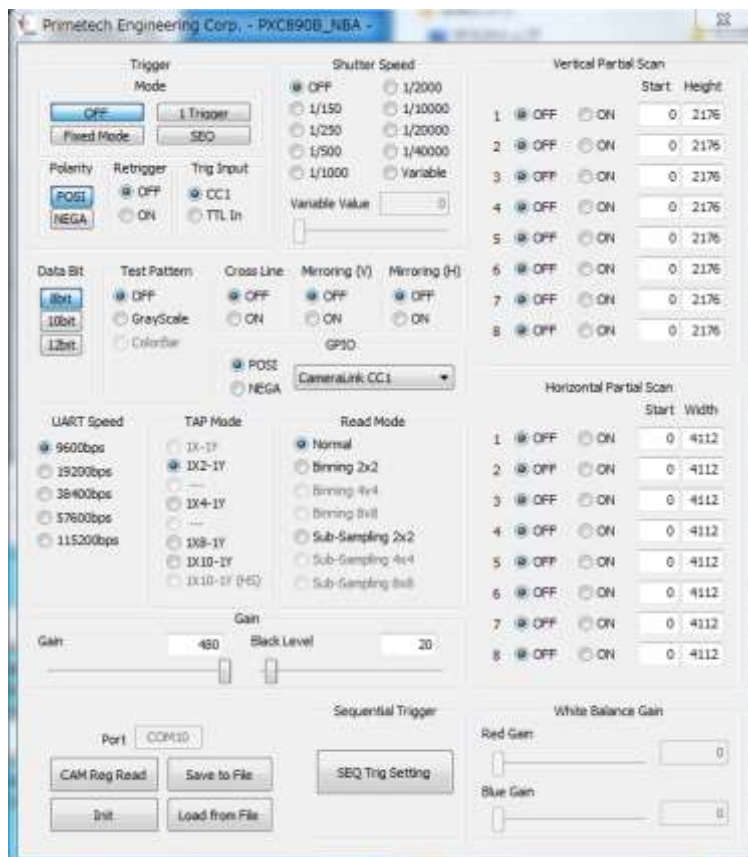 Primetech Engineering Corp. - PXC890B_NBA -
Trigger
Mode
OFF
1 Trigger
Fixed Mode
SEQ
Polarity
POSI
NEGA
Retrigger
OFF
ON
Trig Input
CC1
TTL In
Shutter Speed
OFF
1/150
1/250
1/500
1/1000
1/2000
1/10000
1/20000
1/40000
Variable
Variable Value
0
Data Bit
8bit
10bit
12bit
Test Pattern
OFF
GrayScale
ColorBar
Cross Line
OFF
ON
Mirroring (V)
OFF
ON
Mirroring (H)
OFF
ON
GPIO
POSI
NEGA
CameraLink CC1
UART Speed
9600bps
19200bps
38400bps
57600bps
115200bps
TAP Mode
1X-1Y
1X2-1Y
---
1X4-1Y
---
1X8-1Y
1X10-1Y
1X10-1Y (HS)
Read Mode
Normal
Binning 2x2
Binning 4x4
Binning 8x8
Sub-Sampling 2x2
Sub-Sampling 4x4
Sub-Sampling 8x8
Gain
Gain
480
Black Level
20
Port
COM10
CAM Reg Read
Save to File
Init
Load from File
Sequential Trigger
SEQ Trig Setting
Vertical Partial Scan
Start Height
1 OFF ON 0 2176
2 OFF ON 0 2176
3 OFF ON 0 2176
4 OFF ON 0 2176
5 OFF ON 0 2176
6 OFF ON 0 2176
7 OFF ON 0 2176
8 OFF ON 0 2176
Horizontal Partial Scan
Start Width
1 OFF ON 0 4112
2 OFF ON 0 4112
3 OFF ON 0 4112
4 OFF ON 0 4112
5 OFF ON 0 4112
6 OFF ON 0 4112
7 OFF ON 0 4112
8 OFF ON 0 4112
White Balance Gain
Red Gain
0
Blue Gain
0